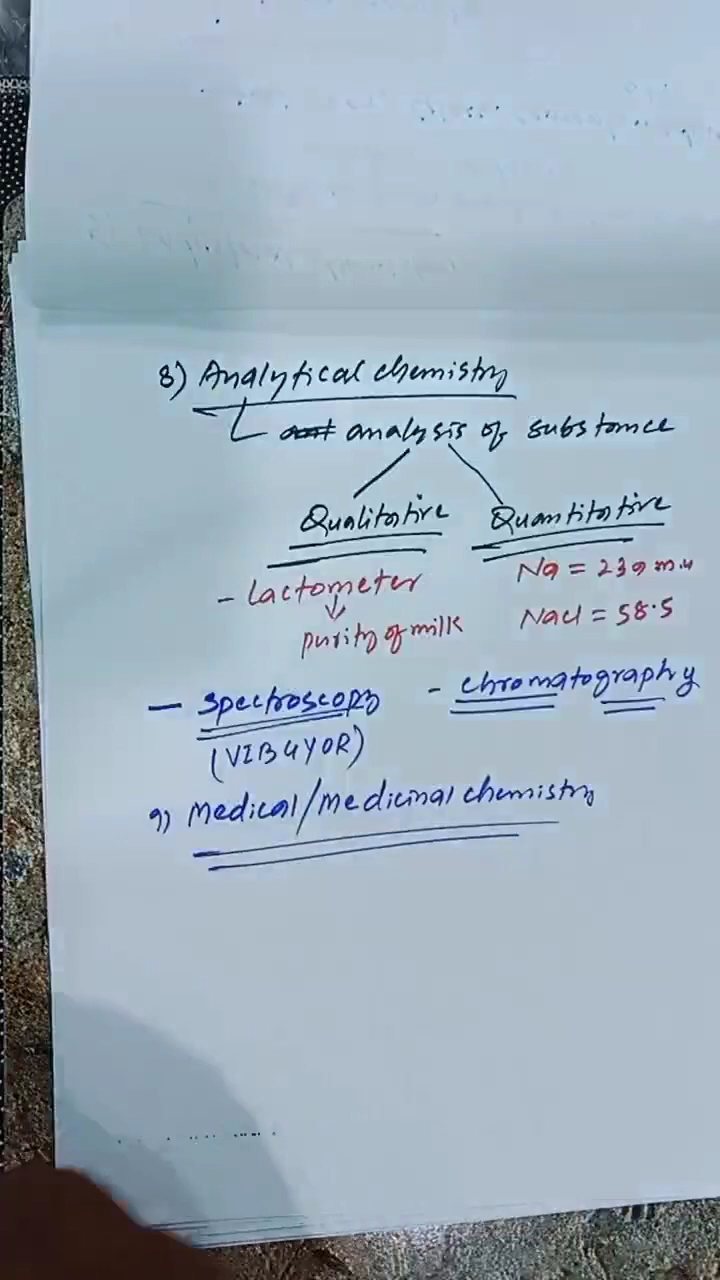 8) Analytical chemistry
analysis of substance
Qualitative Quantitative
- Lactometer Na = 23 a m.u
purity of milk NaCl = 58.5
- Spectroscopy - chromatography
(VIBGYOR)
9) Medical/Medicinal chemistry